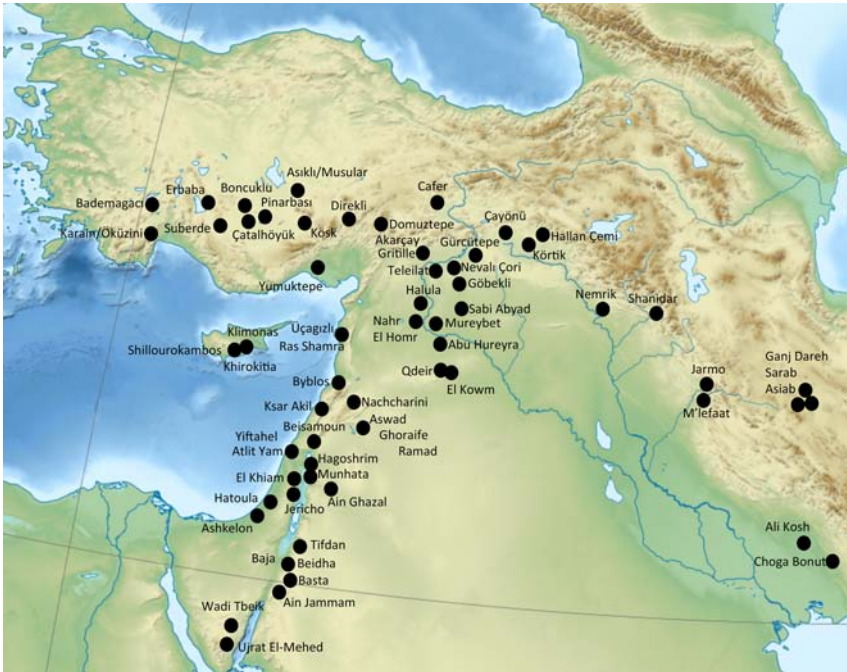 Asıklı/Musular
Erbaba
Boncuklu
Cafer
Bademagacı
Pinarbası
Direkli
Suberde
Domuztepe
Çayönü
Karain/Oküzini
Çatalhöyük
Kosk
Hallan Çemi
Akarçay
Gürcütepe
Körtik
Gritille
Teleilat
Nevalı Çori
Yumuktepe
Göbekli
Halula
Nemrik
Shanidar
Sabi Abyad
Klimonas
Üçagızlı
Nahr
Mureybet
El Homr
Shillourokambos
Ras Shamra
Abu Hureyra
Khirokitia
Ganj Dareh
Qdeir
Jarmo
Sarab
Byblos
El Kowm
Asiab
Nachcharini
Ksar Akil
M'lefaat
Aswad
Beisamoun
Ghoraife
Yiftahel
Ramad
Atlit Yam
Hagoshrim
El Khiam
Munhata
Hatoula
Ain Ghazal
Jericho
Ashkelon
Ali Kosh
Tifdan
Baja
Beidha
Choga Bonut
Basta
Ain Jammam
Wadi Tbeik
Ujrat El-Mehed